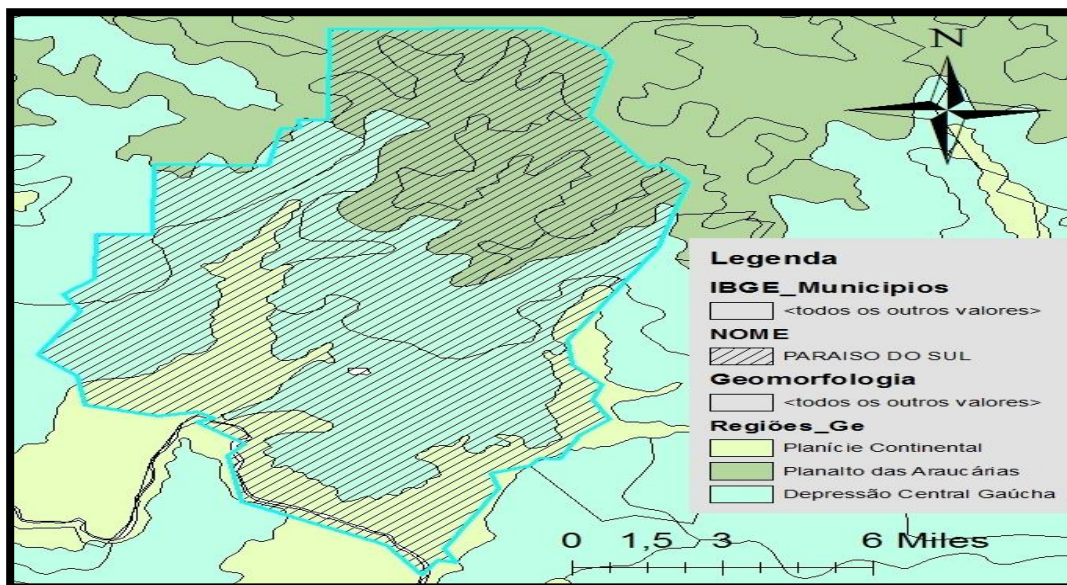 N
Legenda
IBGE_Municipios
<todos os outros valores>
NOME
PARAISO DO SUL
Geomorfologia
<todos os outros valores>
Regiões_Ge
Planície Continental
Planalto das Araucárias
Depressão Central Gaúcha
0 1,5 3 6 Miles